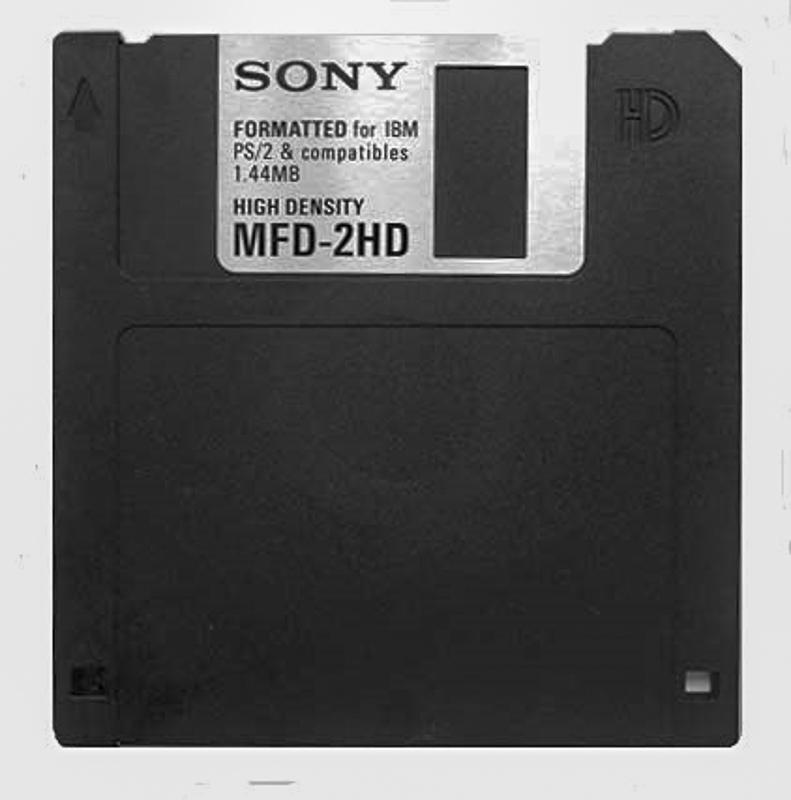 SONY
HD
FORMATTED for IBM
PS/2 & compatibles
1.44MB
HIGH DENSITY
MFD-2HD